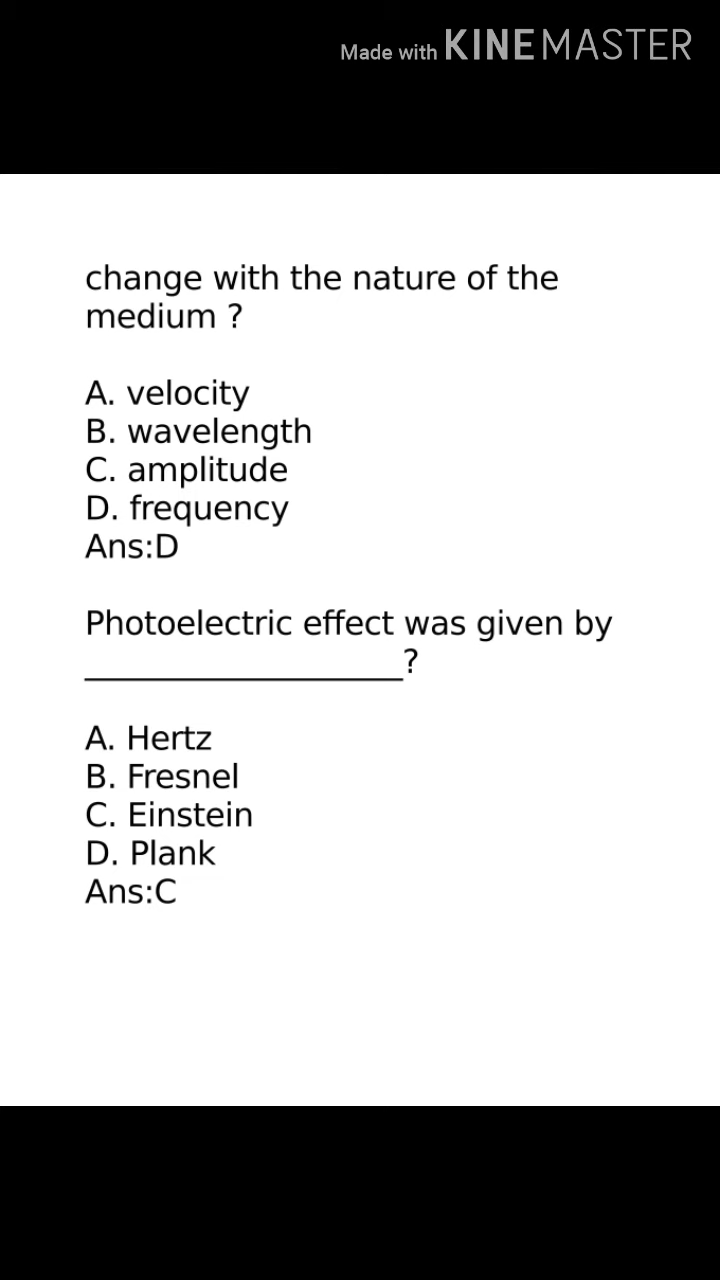 Made with KINEMASTER
change with the nature of the
medium ?
A. velocity
B. wavelength
C. amplitude
D. frequency
Ans:D
Photoelectric effect was given by
___________________?
A. Hertz
B. Fresnel
C. Einstein
D. Plank
Ans:C